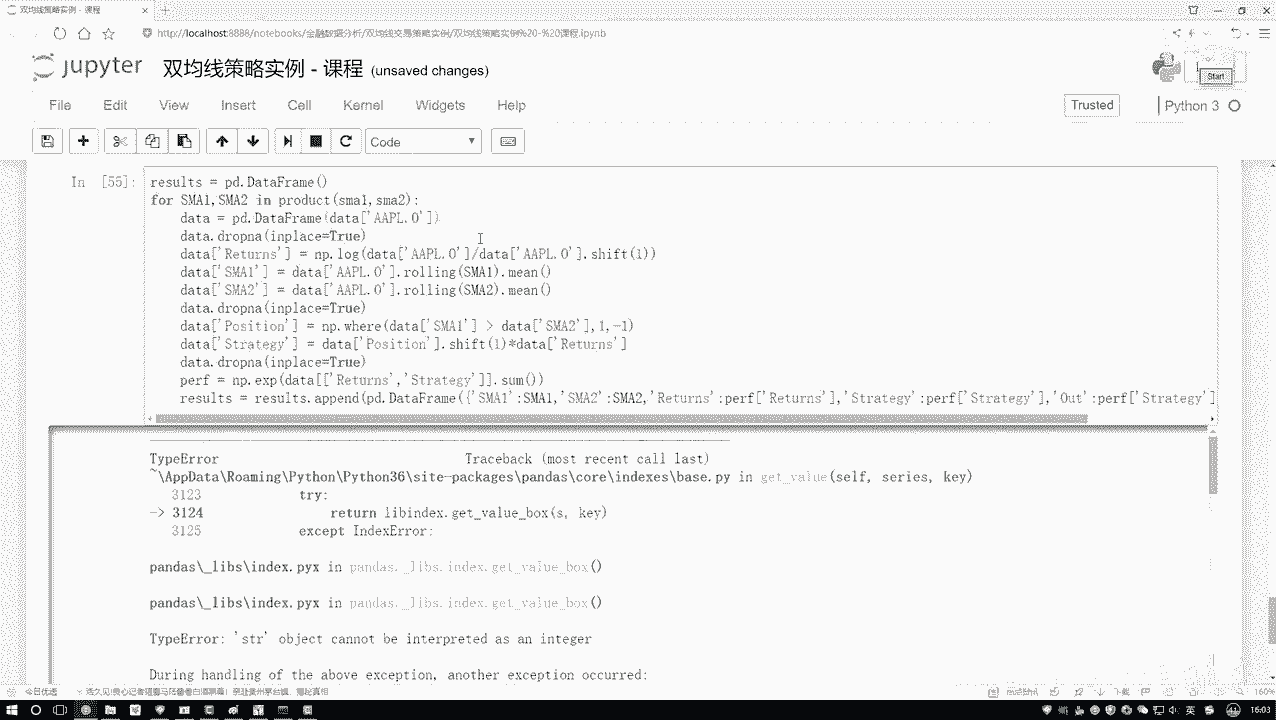 双均线策略实例 - 课程
http://localhost:8888/notebooks/金融数据分析/双均线交易策略实例/双均线策略实例%20-%20课程.ipynb
jupyter 双均线策略实例 - 课程 (unsaved changes)
Start
File Edit View Insert Cell Kernel Widgets Help
Trusted Python 3
Code
In [55]:
results = pd.DataFrame()
for SMA1,SMA2 in product(sma1,sma2):
data = pd.DataFrame(data['AAPL.O'])
data.dropna(inplace=True)
data['Returns'] = np.log(data['AAPL.O']/data['AAPL.O'].shift(1))
data['SMA1'] = data['AAPL.O'].rolling(SMA1).mean()
data['SMA2'] = data['AAPL.O'].rolling(SMA2).mean()
data.dropna(inplace=True)
data['Position'] = np.where(data['SMA1'] > data['SMA2'],1,-1)
data['Strategy'] = data['Position'].shift(1)*data['Returns']
data.dropna(inplace=True)
perf = np.exp(data[['Returns','Strategy']].sum())
results = results.append(pd.DataFrame({'SMA1':SMA1,'SMA2':SMA2,'Returns':perf['Returns'],'Strategy':perf['Strategy'],'Out':perf['Strategy']
TypeError Traceback (most recent call last)
~\AppData\Roaming\Python\Python36\site-packages\pandas\core\indexes\base.py in get_value(self, series, key)
3123 try:
-> 3124 return libindex.get_value_box(s, key)
3125 except IndexError:
pandas\_libs\index.pyx in pandas._libs.index.get_value_box()
pandas\_libs\index.pyx in pandas._libs.index.get_value_box()
TypeError: 'str' object cannot be interpreted as an integer
During handling of the above exception, another exception occurred:
今日优选
下载
160%
英
16:03